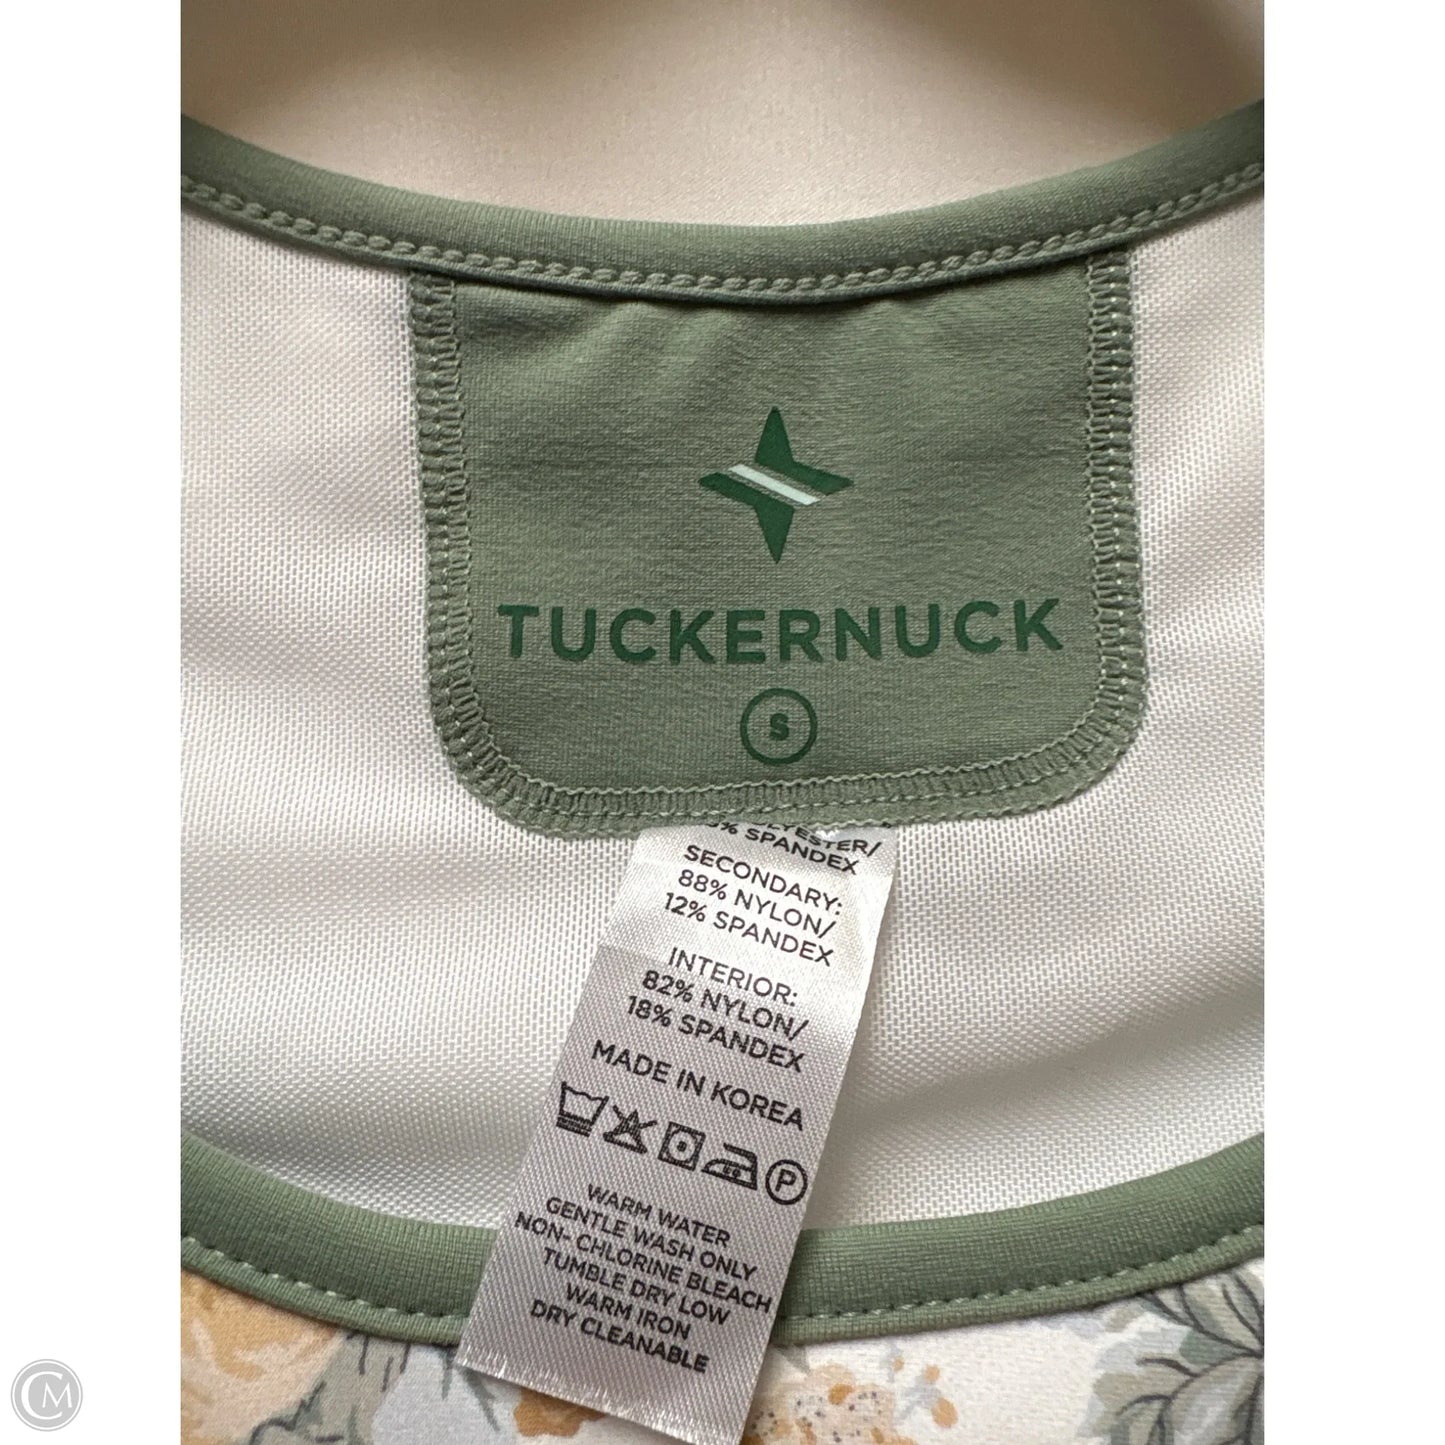 TUCKERNUCK
S
% SPANDEX
SECONDARY:
88% NYLON/
12% SPANDEX
INTERIOR:
82% NYLON/
18% SPANDEX
MADE IN KOREA
P
WARM WATER
GENTLE WASH ONLY
NON- CHLORINE BLEACH
TUMBLE DRY LOW
WARM IRON
DRY CLEANABLE
CM